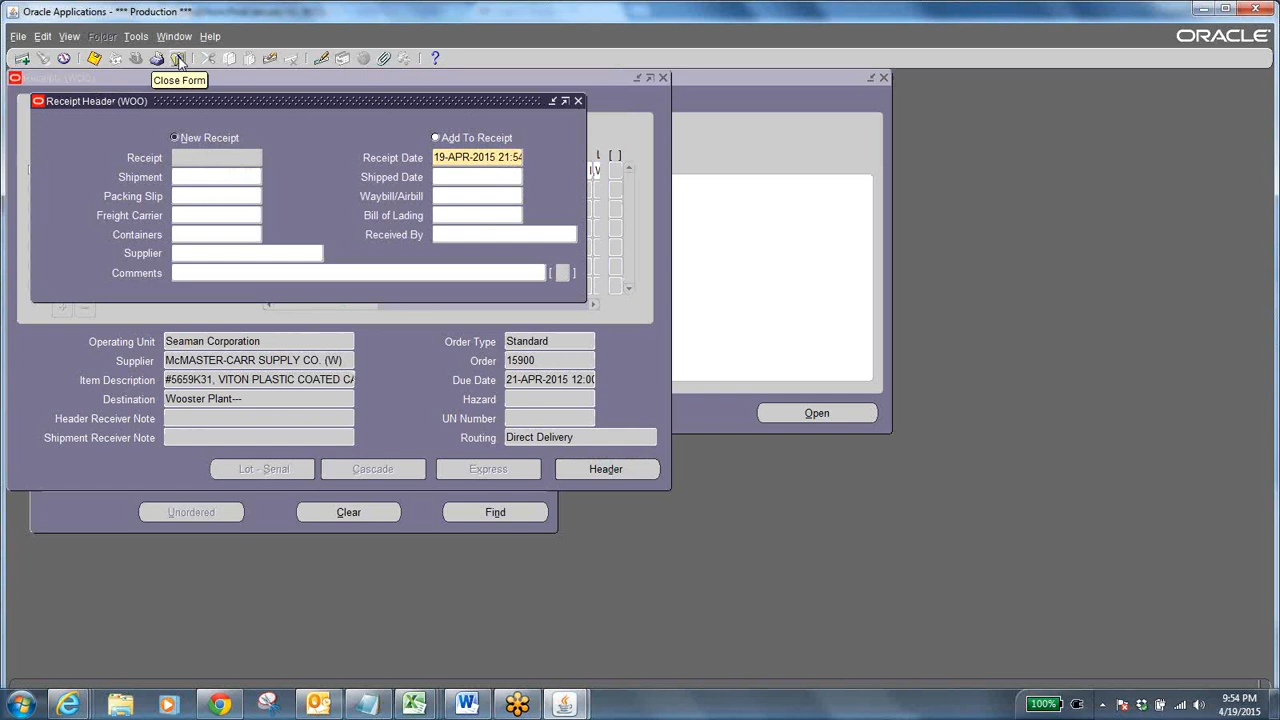 Oracle Applications - *** Production ***
File Edit View Folder Tools Window Help
ORACLE
?
Close Form
Receipt Header (WOO)
New Receipt Add To Receipt
Receipt Receipt Date 19-APR-2015 21:54
Shipment Shipped Date
Packing Slip Waybill/Airbill
Freight Carrier Bill of Lading
Containers Received By
Supplier
Comments [ ]
[ ]
Operating Unit Seaman Corporation Order Type Standard
Supplier McMASTER-CARR SUPPLY CO. (W) Order 15900
Item Description #5659K31, VITON PLASTIC COATED CA Due Date 21-APR-2015 12:00
Destination Wooster Plant--- Hazard
Header Receiver Note UN Number
Shipment Receiver Note Routing Direct Delivery
Open
Lot - Serial Cascade Express Header
Unordered Clear Find
100% 9:54 PM
4/19/2015